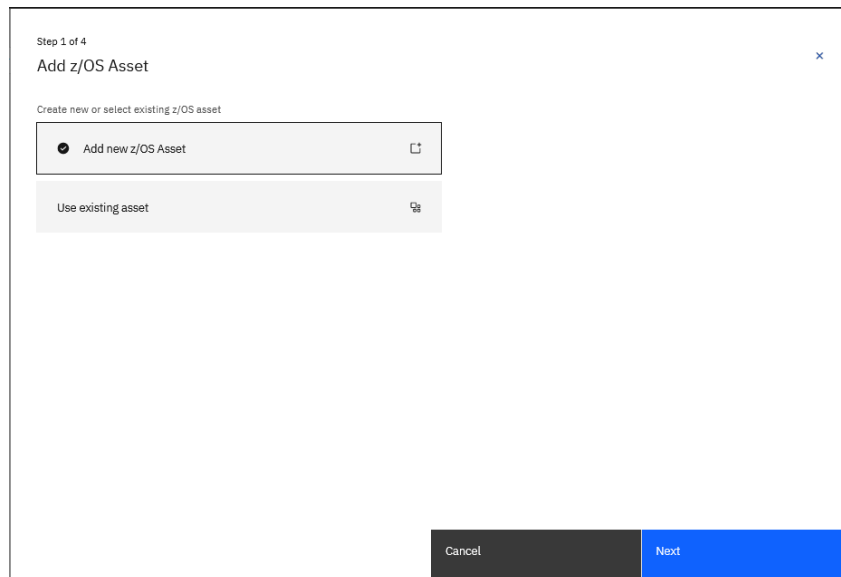 Step 1 of 4
Add z/OS Asset
Create new or select existing z/OS asset
Add new z/OS Asset
Use existing asset
Cancel
Next